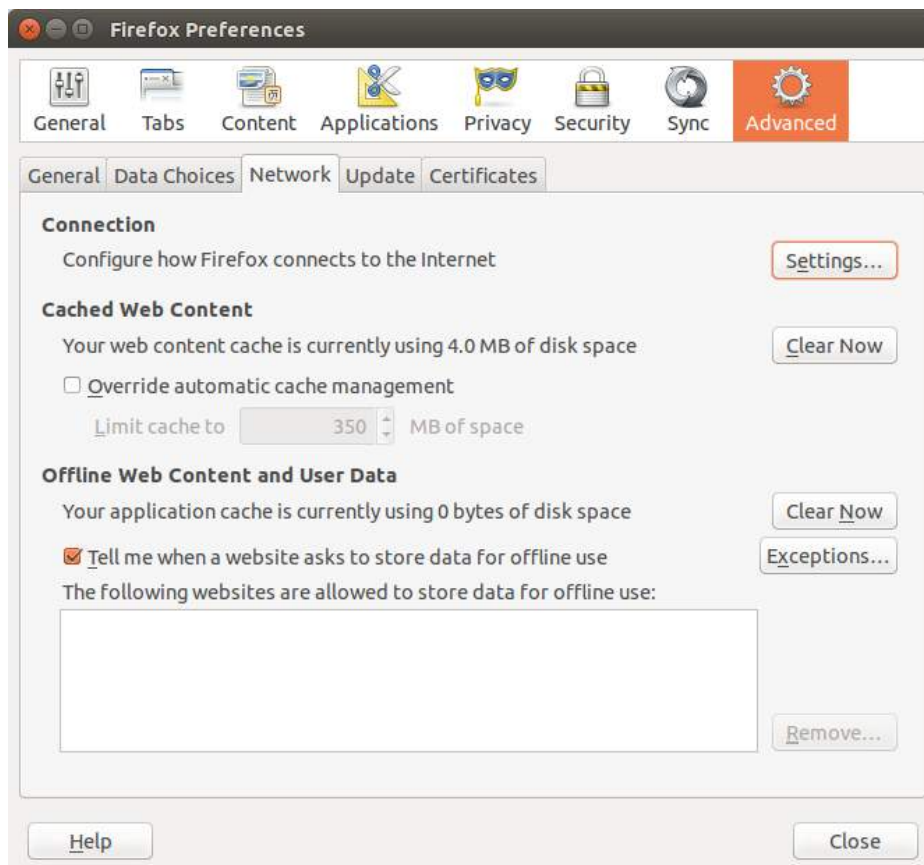 Firefox Preferences
General Tabs Content Applications Privacy Security Sync Advanced
General Data Choices Network Update Certificates
Connection
Configure how Firefox connects to the Internet Settings...
Cached Web Content
Your web content cache is currently using 4.0 MB of disk space Clear Now
Override automatic cache management
Limit cache to 350 MB of space
Offline Web Content and User Data
Your application cache is currently using 0 bytes of disk space Clear Now
Tell me when a website asks to store data for offline use Exceptions...
The following websites are allowed to store data for offline use:
Remove...
Help Close